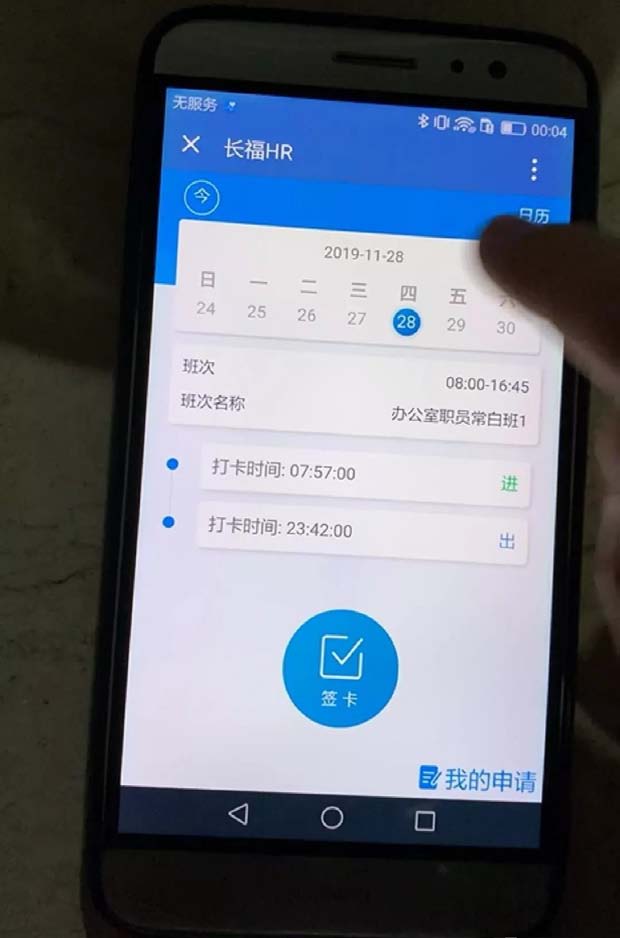 无服务
00:04
长福HR
今
日历
2019-11-28
日 一 二 三 四 五 六
24 25 26 27 28 29 30
班次
08:00-16:45
班次名称
办公室职员常白班1
打卡时间: 07:57:00
进
打卡时间: 23:42:00
出
签卡
我的申请